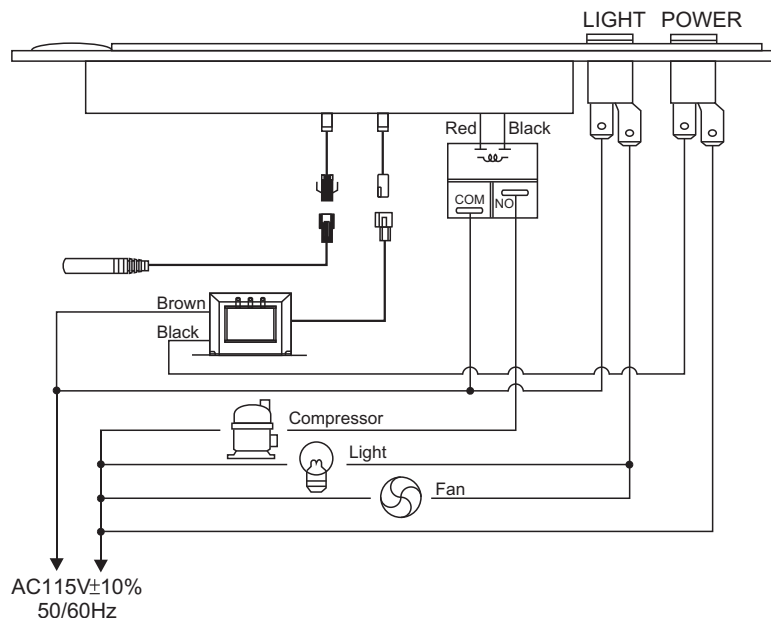 LIGHT POWER
Red Black
COM
NO
Brown
Black
Compressor
Light
Fan
AC115V±10%
50/60Hz